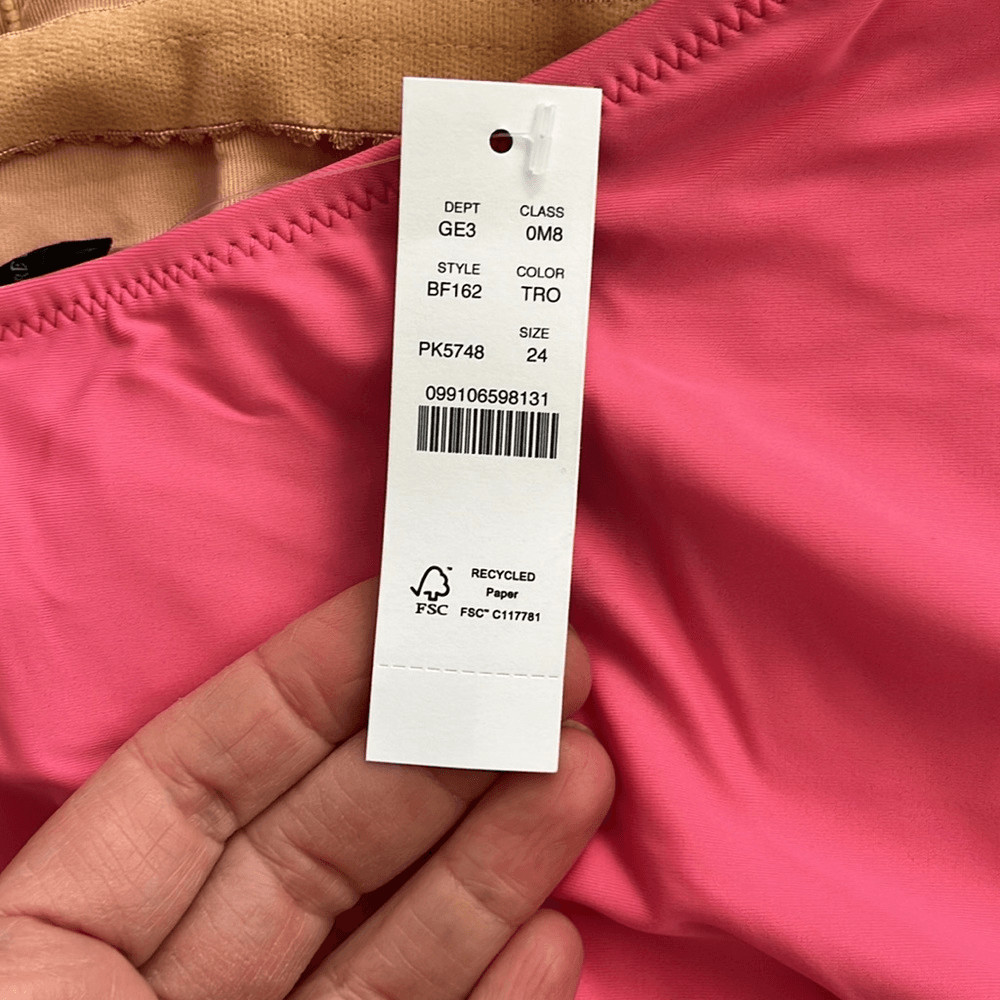 DEPT CLASS
GE3 0M8
STYLE COLOR
BF162 TRO
SIZE
PK5748 24
099106598131
RECYCLED
Paper
FSC FSC™ C117781